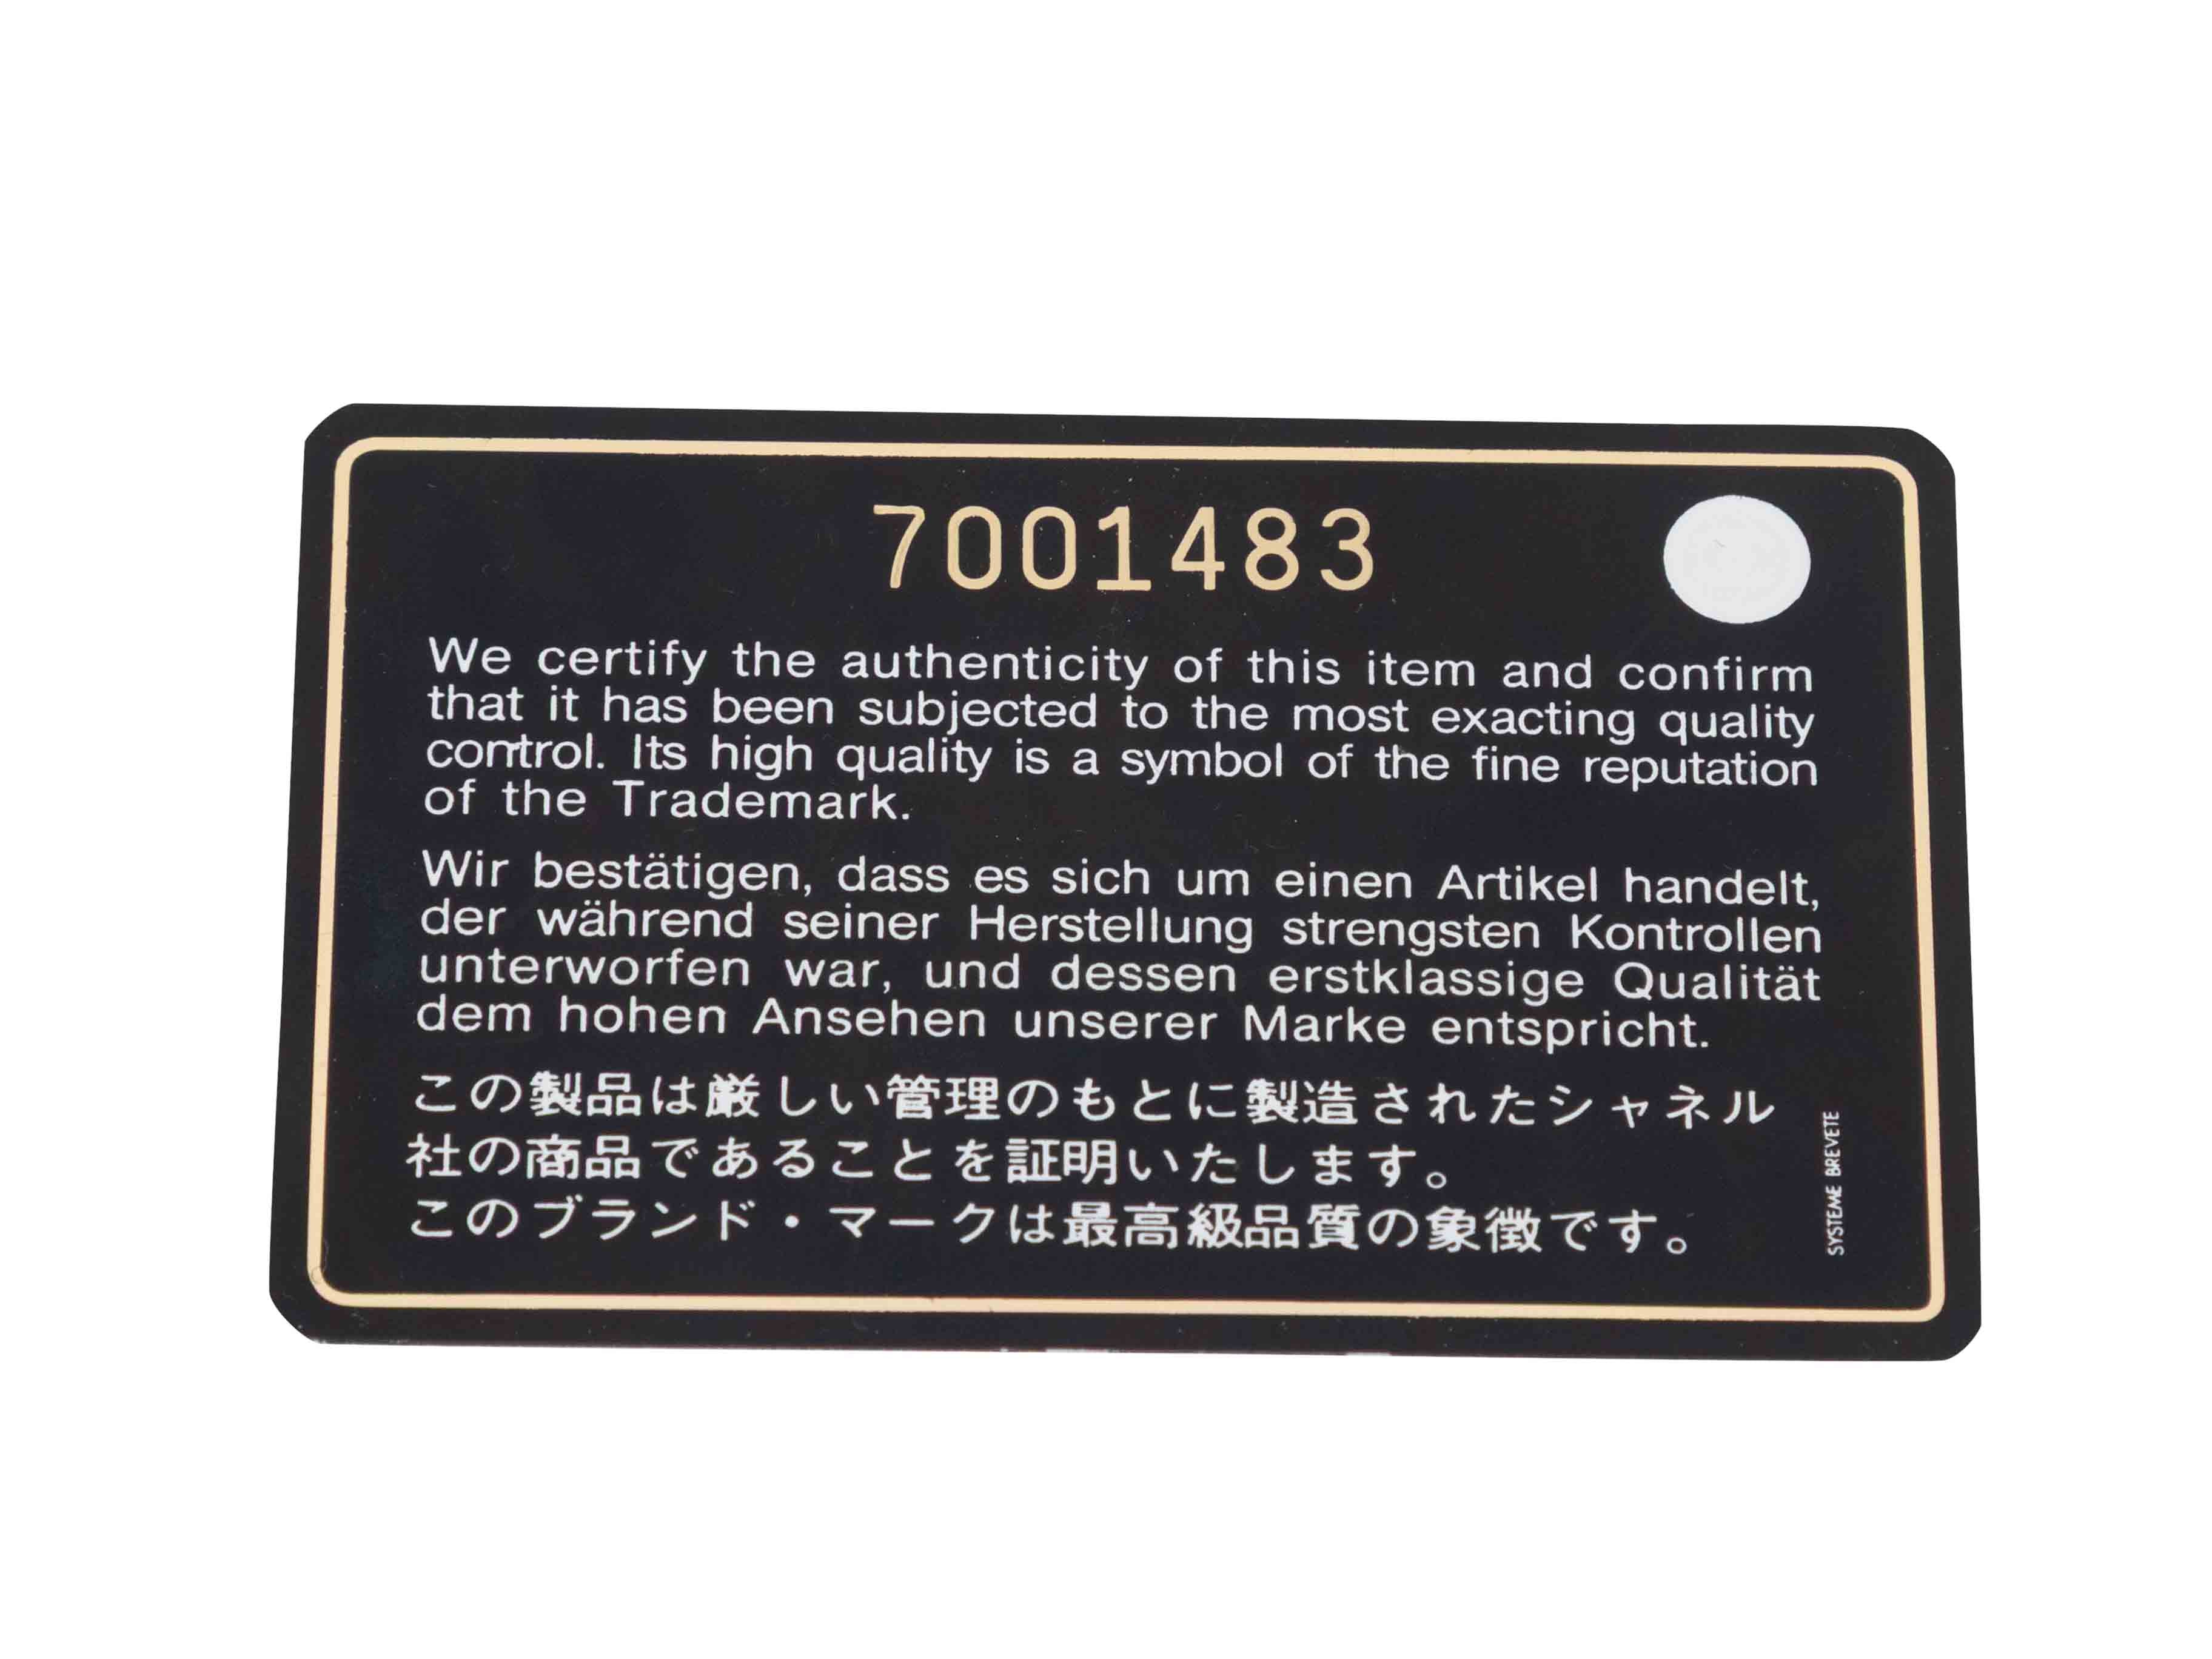 7001483
We certify the authenticity of this item and confirm
that it has been subjected to the most exacting quality
control. Its high quality is a symbol of the fine reputation
of the Trademark.
Wir bestätigen, dass es sich um einen Artikel handelt,
der während seiner Herstellung strengsten Kontrollen
unterworfen war, und dessen erstklassige Qualität
dem hohen Ansehen unserer Marke entspricht.
この製品は厳しい管理のもとに製造されたシャネル
社の商品であることを証明いたします。
このブランド・マークは最高級品質の象徴です。
SYSTEME BREVETE